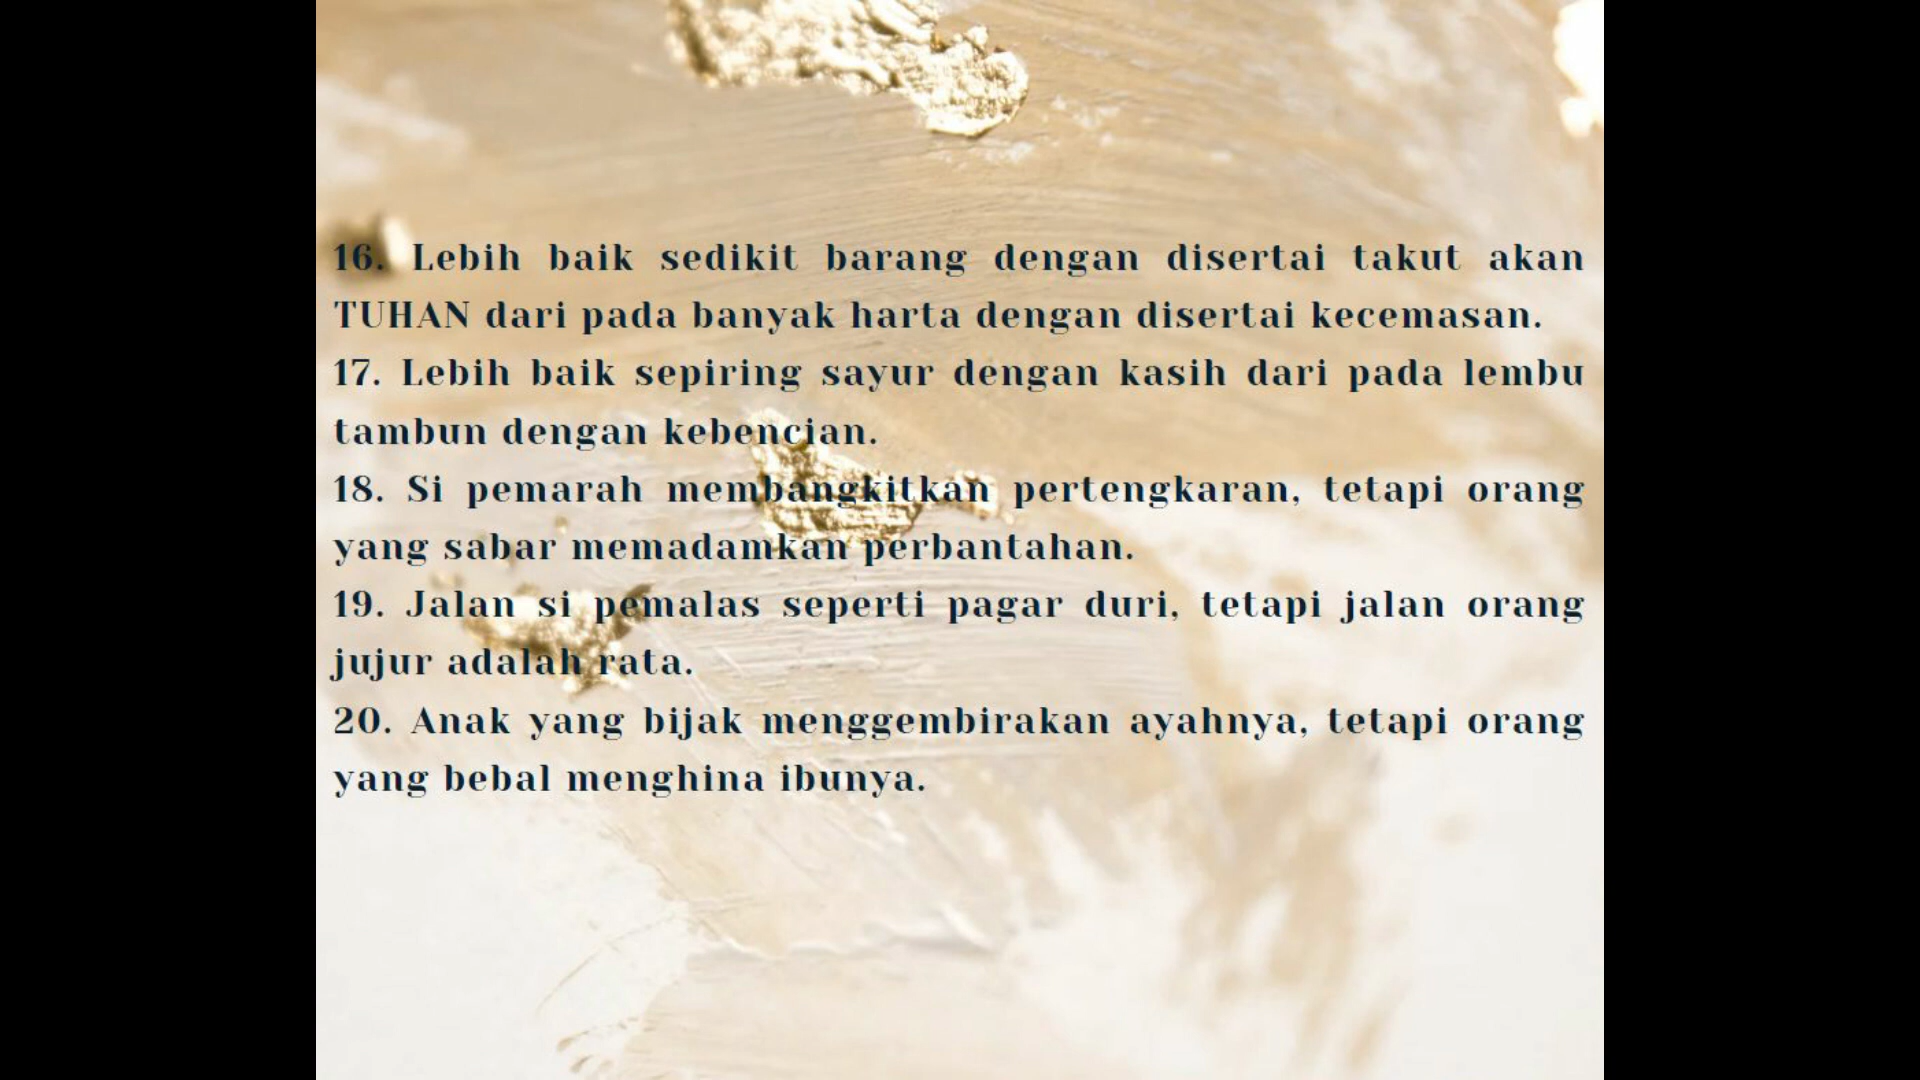 16. Lebih baik sedikit barang dengan disertai takut akan
TUHAN dari pada banyak harta dengan disertai kecemasan.
17. Lebih baik sepiring sayur dengan kasih dari pada lembu
tambun dengan kebencian.
18. Si pemarah membangkitkan pertengkaran, tetapi orang
yang sabar memadamkan perbantahan.
19. Jalan si pemalas seperti pagar duri, tetapi jalan orang
jujur adalah rata.
20. Anak yang bijak menggembirakan ayahnya, tetapi orang
yang bebal menghina ibunya.